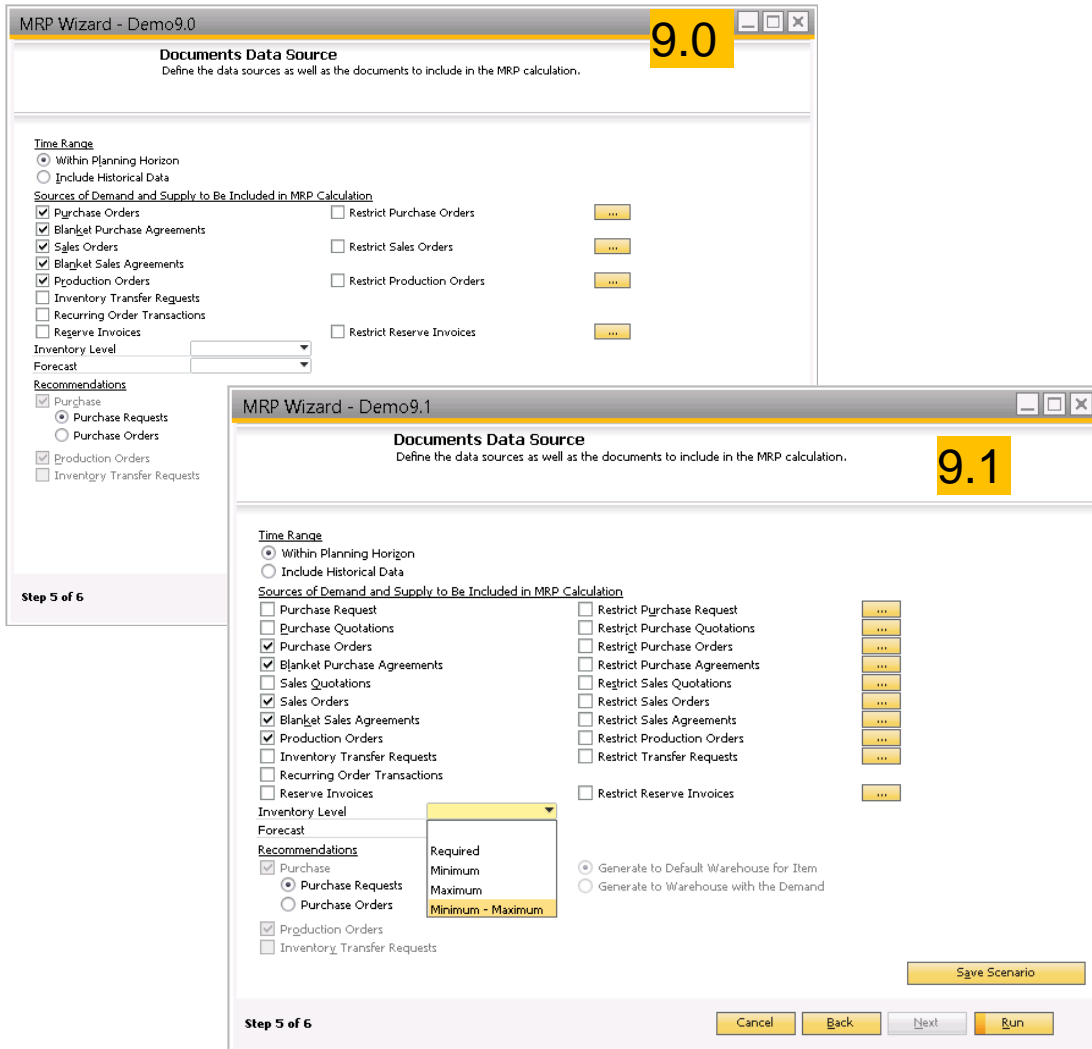 MRP Wizard - Demo9.0
9.0
Documents Data Source
Define the data sources as well as the documents to include in the MRP calculation.
Time Range
Within Planning Horizon
Include Historical Data
Sources of Demand and Supply to Be Included in MRP Calculation
Purchase Orders Restrict Purchase Orders ...
Blanket Purchase Agreements
Sales Orders Restrict Sales Orders ...
Blanket Sales Agreements
Production Orders Restrict Production Orders ...
Inventory Transfer Requests
Recurring Order Transactions
Reserve Invoices Restrict Reserve Invoices ...
Inventory Level
Forecast
Recommendations
Purchase
Purchase Requests
Purchase Orders
Production Orders
Inventory Transfer Requests
Step 5 of 6
MRP Wizard - Demo9.1
Documents Data Source
Define the data sources as well as the documents to include in the MRP calculation.
9.1
Time Range
Within Planning Horizon
Include Historical Data
Sources of Demand and Supply to Be Included in MRP Calculation
Purchase Request Restrict Purchase Request ...
Purchase Quotations Restrict Purchase Quotations ...
Purchase Orders Restrict Purchase Orders ...
Blanket Purchase Agreements Restrict Purchase Agreements ...
Sales Quotations Restrict Sales Quotations ...
Sales Orders Restrict Sales Orders ...
Blanket Sales Agreements Restrict Sales Agreements ...
Production Orders Restrict Production Orders ...
Inventory Transfer Requests Restrict Transfer Requests ...
Recurring Order Transactions
Reserve Invoices Restrict Reserve Invoices ...
Inventory Level
Forecast
Recommendations Required
Purchase Minimum Generate to Default Warehouse for Item
Purchase Requests Maximum Generate to Warehouse with the Demand
Purchase Orders Minimum - Maximum
Production Orders
Inventory Transfer Requests
Save Scenario
Step 5 of 6 Cancel Back Next Run